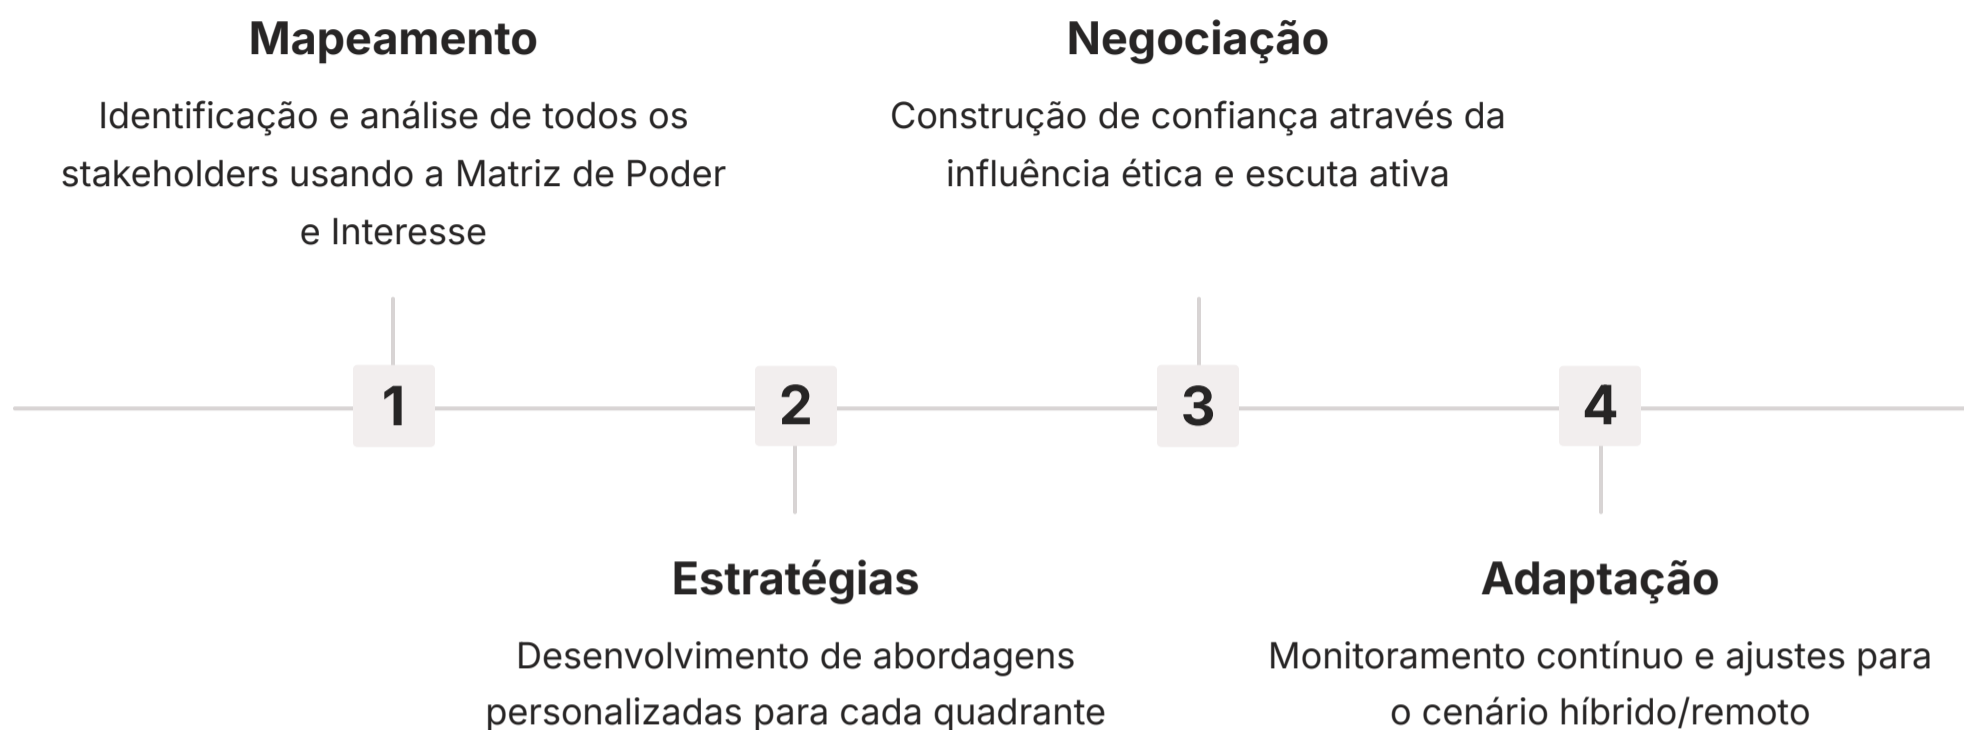 Mapeamento
Identificação e análise de todos os
stakeholders usando a Matriz de Poder
e Interesse
Negociação
Construção de confiança através da
influência ética e escuta ativa
1
2
3
4
Estratégias
Desenvolvimento de abordagens
personalizadas para cada quadrante
Adaptação
Monitoramento contínuo e ajustes para
o cenário híbrido/remoto